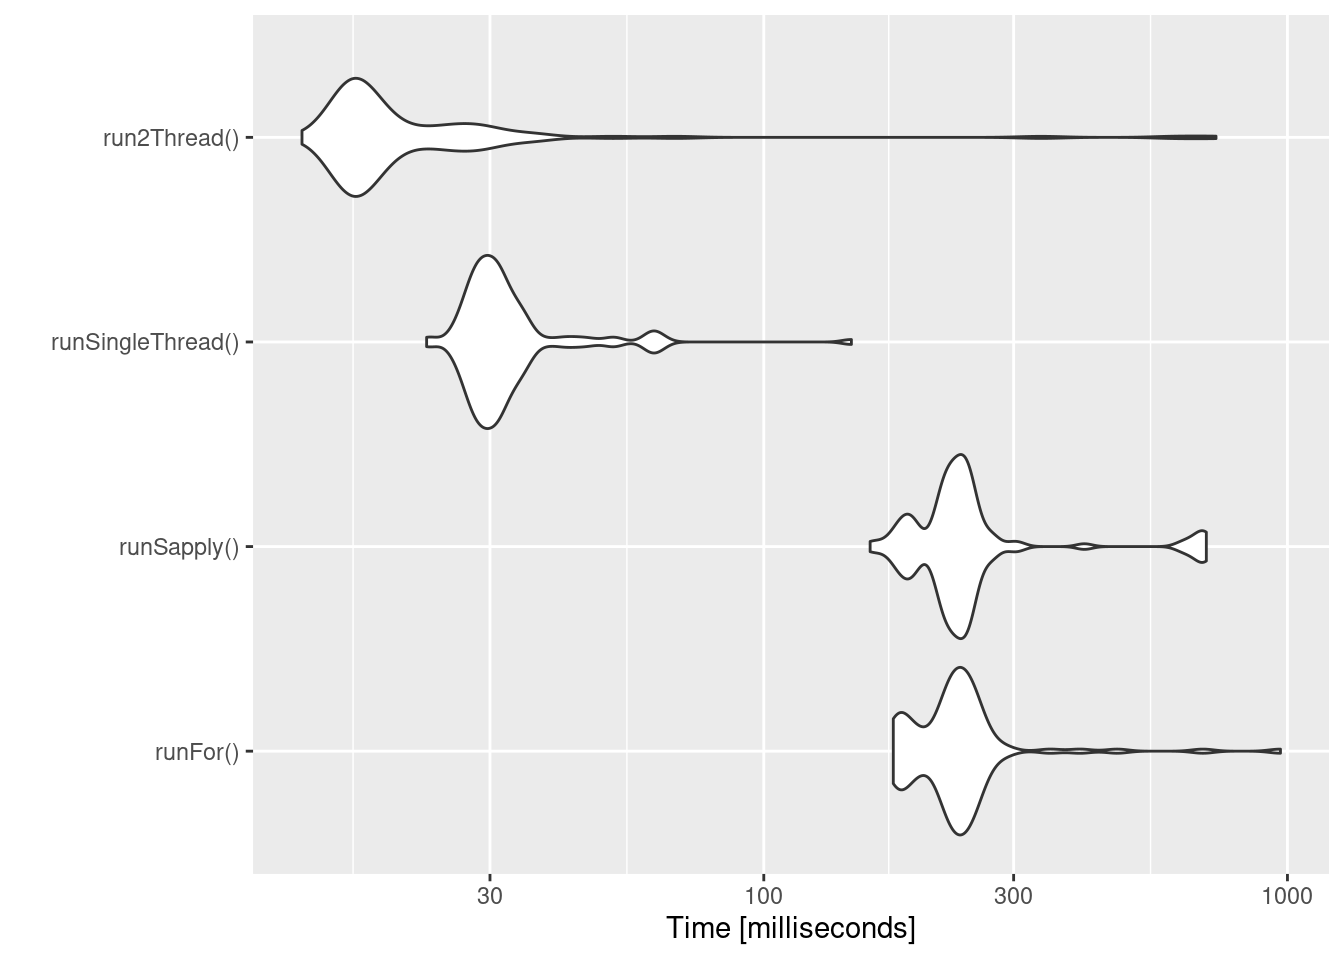 run2Thread()
runSingleThread()
runSapply()
runFor()
30 100 300 1000
Time [milliseconds]